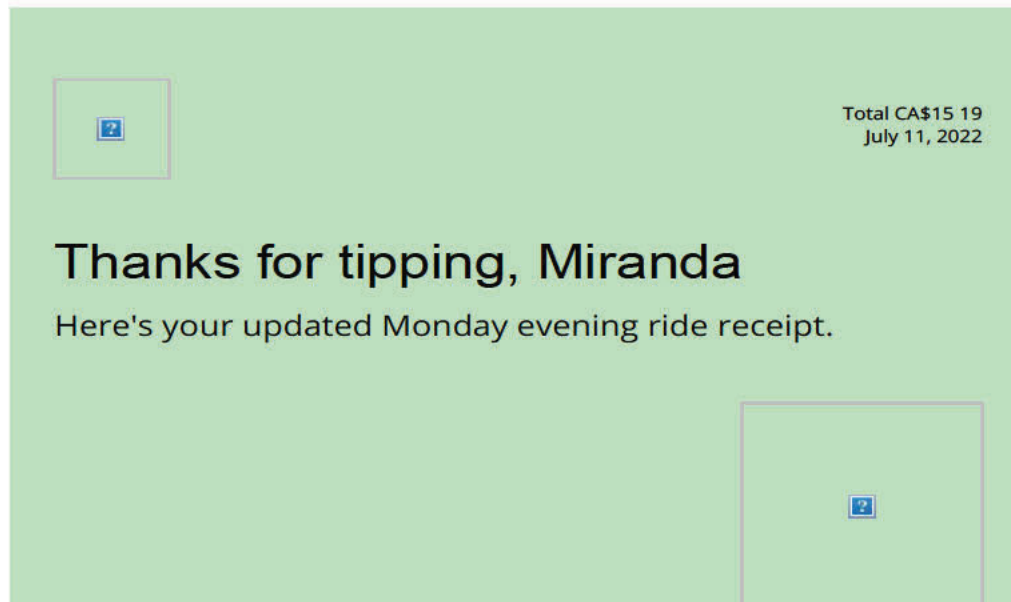 Total CA$15 19
July 11, 2022
Thanks for tipping, Miranda
Here's your updated Monday evening ride receipt.